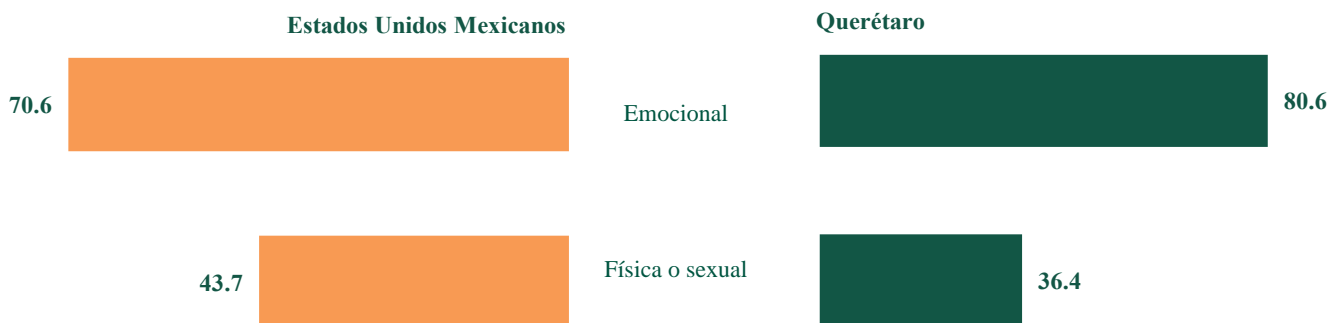 Estados Unidos Mexicanos
Querétaro
70.6
Emocional
80.6
43.7
Física o sexual
36.4